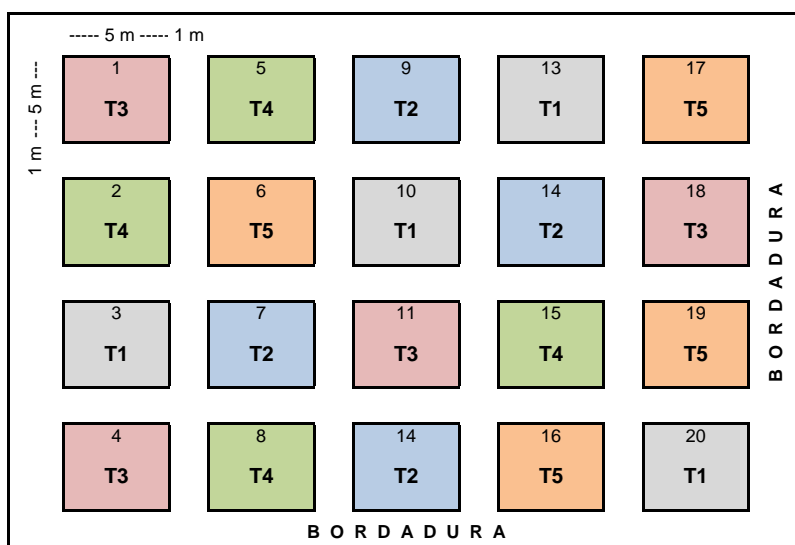 ----- 5 m ----- 1 m
1 m --- 5 m ---
1 5 9 13 17
T3 T4 T2 T1 T5
2 6 10 14 18
T4 T5 T1 T2 T3
3 7 11 15 19
T1 T2 T3 T4 T5
4 8 14 16 20
T3 T4 T2 T5 T1
B O R D A D U R A
B O R D A D U R A